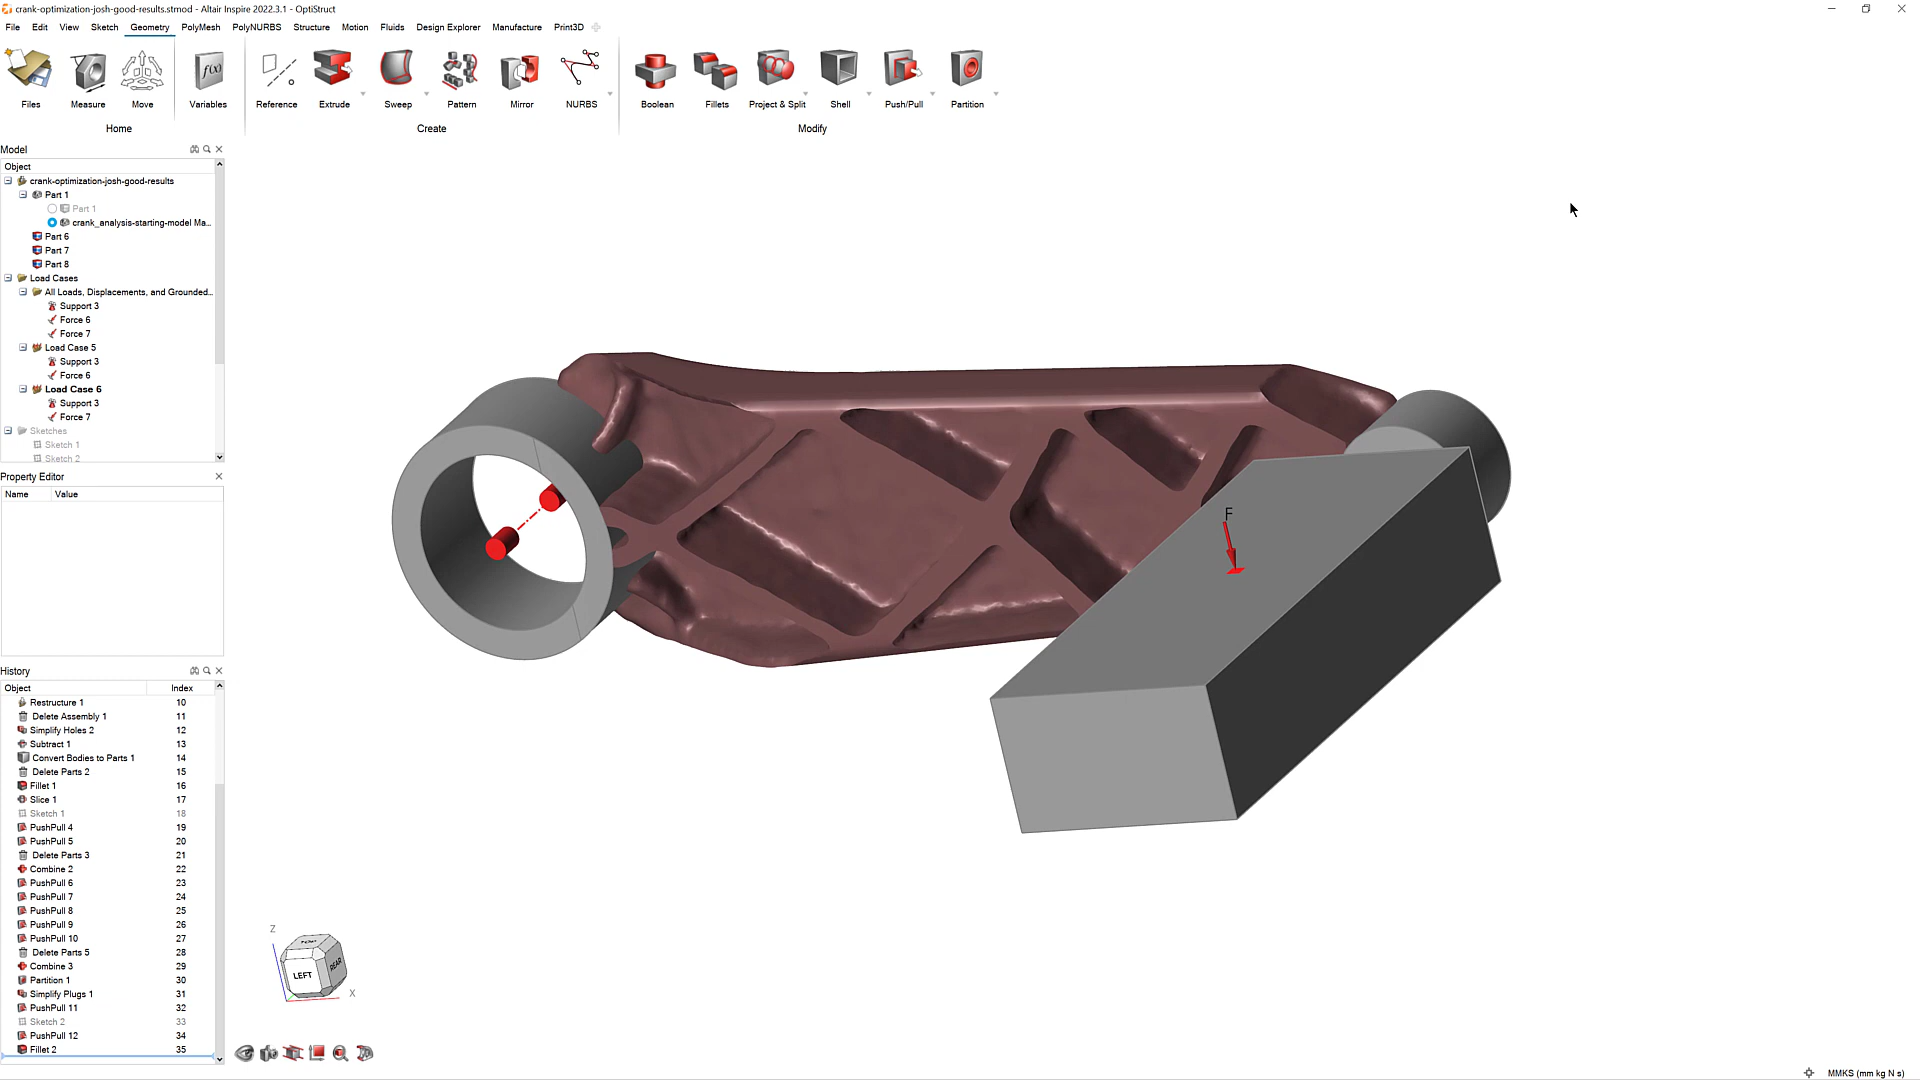 crank-optimization-josh-good-results.stmod - Altair Inspire 2022.3.1 - OptiStruct
File Edit View Sketch Geometry PolyMesh PolyNURBS Structure Motion Fluids Design Explorer Manufacture Print3D
Files Measure Move Variables Reference Extrude Sweep Pattern Mirror NURBS Boolean Fillets Project & Split Shell Push/Pull Partition
Home Create Modify
Model
Object
crank-optimization-josh-good-results
Part 1
Part 1
crank_analysis-starting-model Ma...
Part 6
Part 7
Part 8
Load Cases
All Loads, Displacements, and Grounded...
Support 3
Force 6
Force 7
Load Case 5
Support 3
Force 6
Load Case 6
Support 3
Force 7
Sketches
Sketch 1
Sketch 2
Property Editor
Name Value
History
Object Index
Restructure 1 10
Delete Assembly 1 11
Simplify Holes 2 12
Subtract 1 13
Convert Bodies to Parts 1 14
Delete Parts 2 15
Fillet 1 16
Slice 1 17
Sketch 1 18
PushPull 4 19
PushPull 5 20
Delete Parts 3 21
Combine 2 22
PushPull 6 23
PushPull 7 24
PushPull 8 25
PushPull 9 26
PushPull 10 27
Delete Parts 5 28
Combine 3 29
Partition 1 30
Simplify Plugs 1 31
PushPull 11 32
Sketch 2 33
PushPull 12 34
Fillet 2 35
F
Z
LEFT
REAR
X
MMKS (mm kg N s)